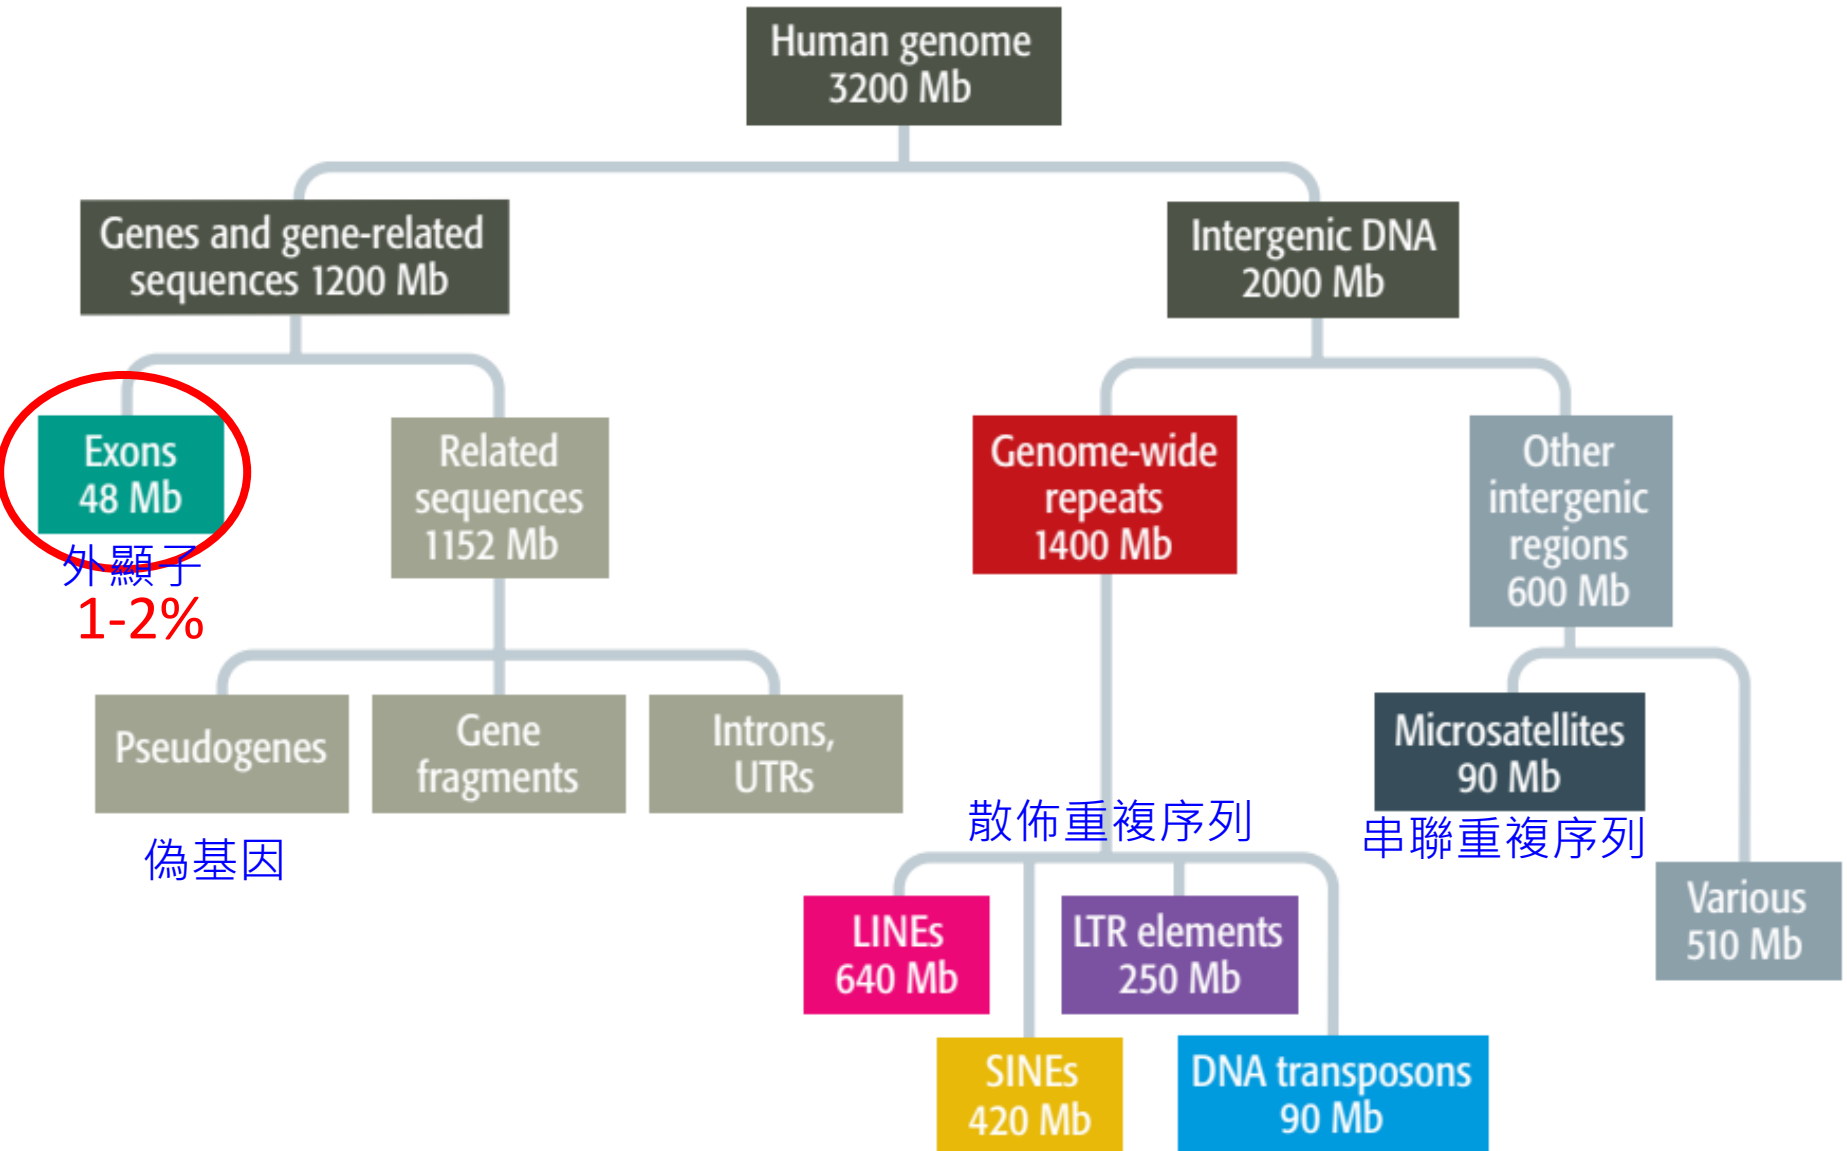 Human genome
3200 Mb
Genes and gene-related
sequences 1200 Mb
Intergenic DNA
2000 Mb
Exons
48 Mb
外顯子
1-2%
Related
sequences
1152 Mb
Genome-wide
repeats
1400 Mb
Other
intergenic
regions
600 Mb
Pseudogenes
偽基因
Gene
fragments
Introns,
UTRs
散佈重複序列
Microsatellites
90 Mb
串聯重複序列
LINEs
640 Mb
LTR elements
250 Mb
Various
510 Mb
SINEs
420 Mb
DNA transposons
90 Mb